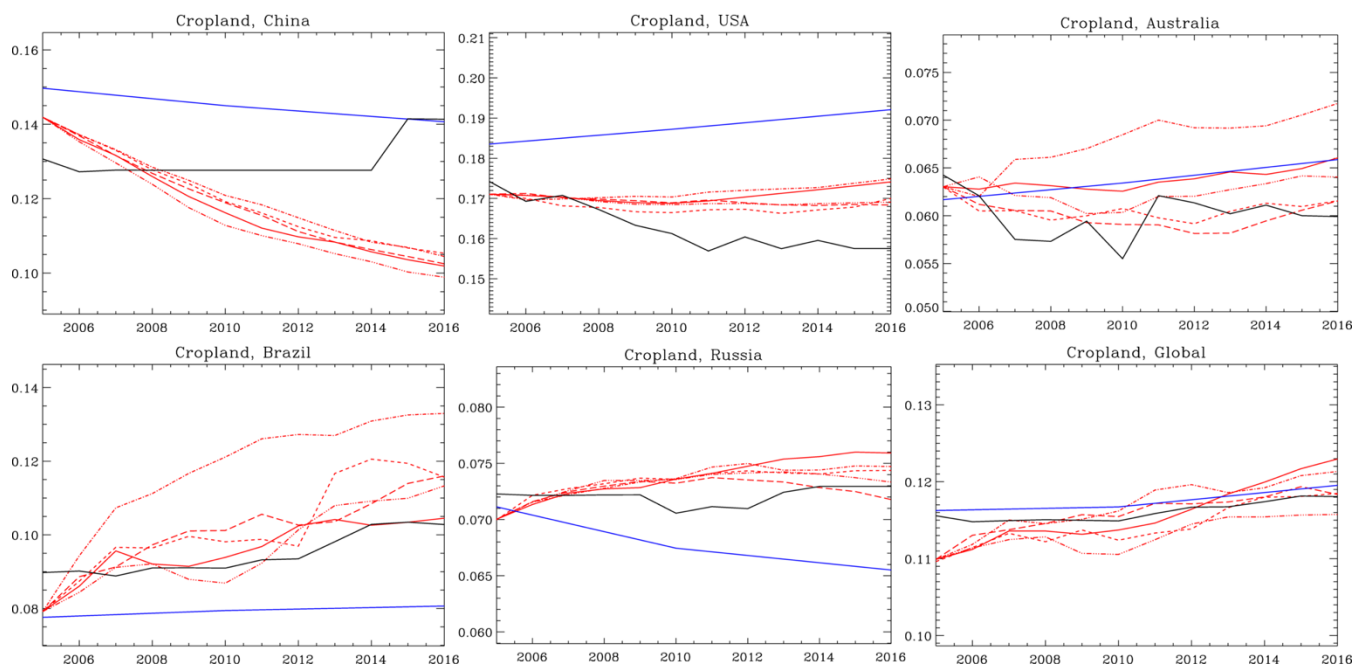 Cropland, China
0.16
0.14
0.12
0.10
2006 2008 2010 2012 2014 2016
Cropland, USA
0.21
0.20
0.19
0.18
0.17
0.16
0.15
2006 2008 2010 2012 2014 2016
Cropland, Australia
0.075
0.070
0.065
0.060
0.055
0.050
2006 2008 2010 2012 2014 2016
Cropland, Brazil
0.14
0.12
0.10
0.08
2006 2008 2010 2012 2014 2016
Cropland, Russia
0.080
0.075
0.070
0.065
0.060
2006 2008 2010 2012 2014 2016
Cropland, Global
0.13
0.12
0.11
0.10
2006 2008 2010 2012 2014 2016